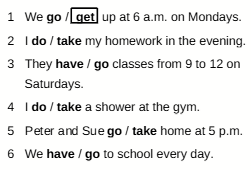 1 We go / get up at 6 a.m. on Mondays.
2 I do / take my homework in the evening.
3 They have / go classes from 9 to 12 on
Saturdays.
4 I do / take a shower at the gym.
5 Peter and Sue go / take home at 5 p.m.
6 We have / go to school every day.